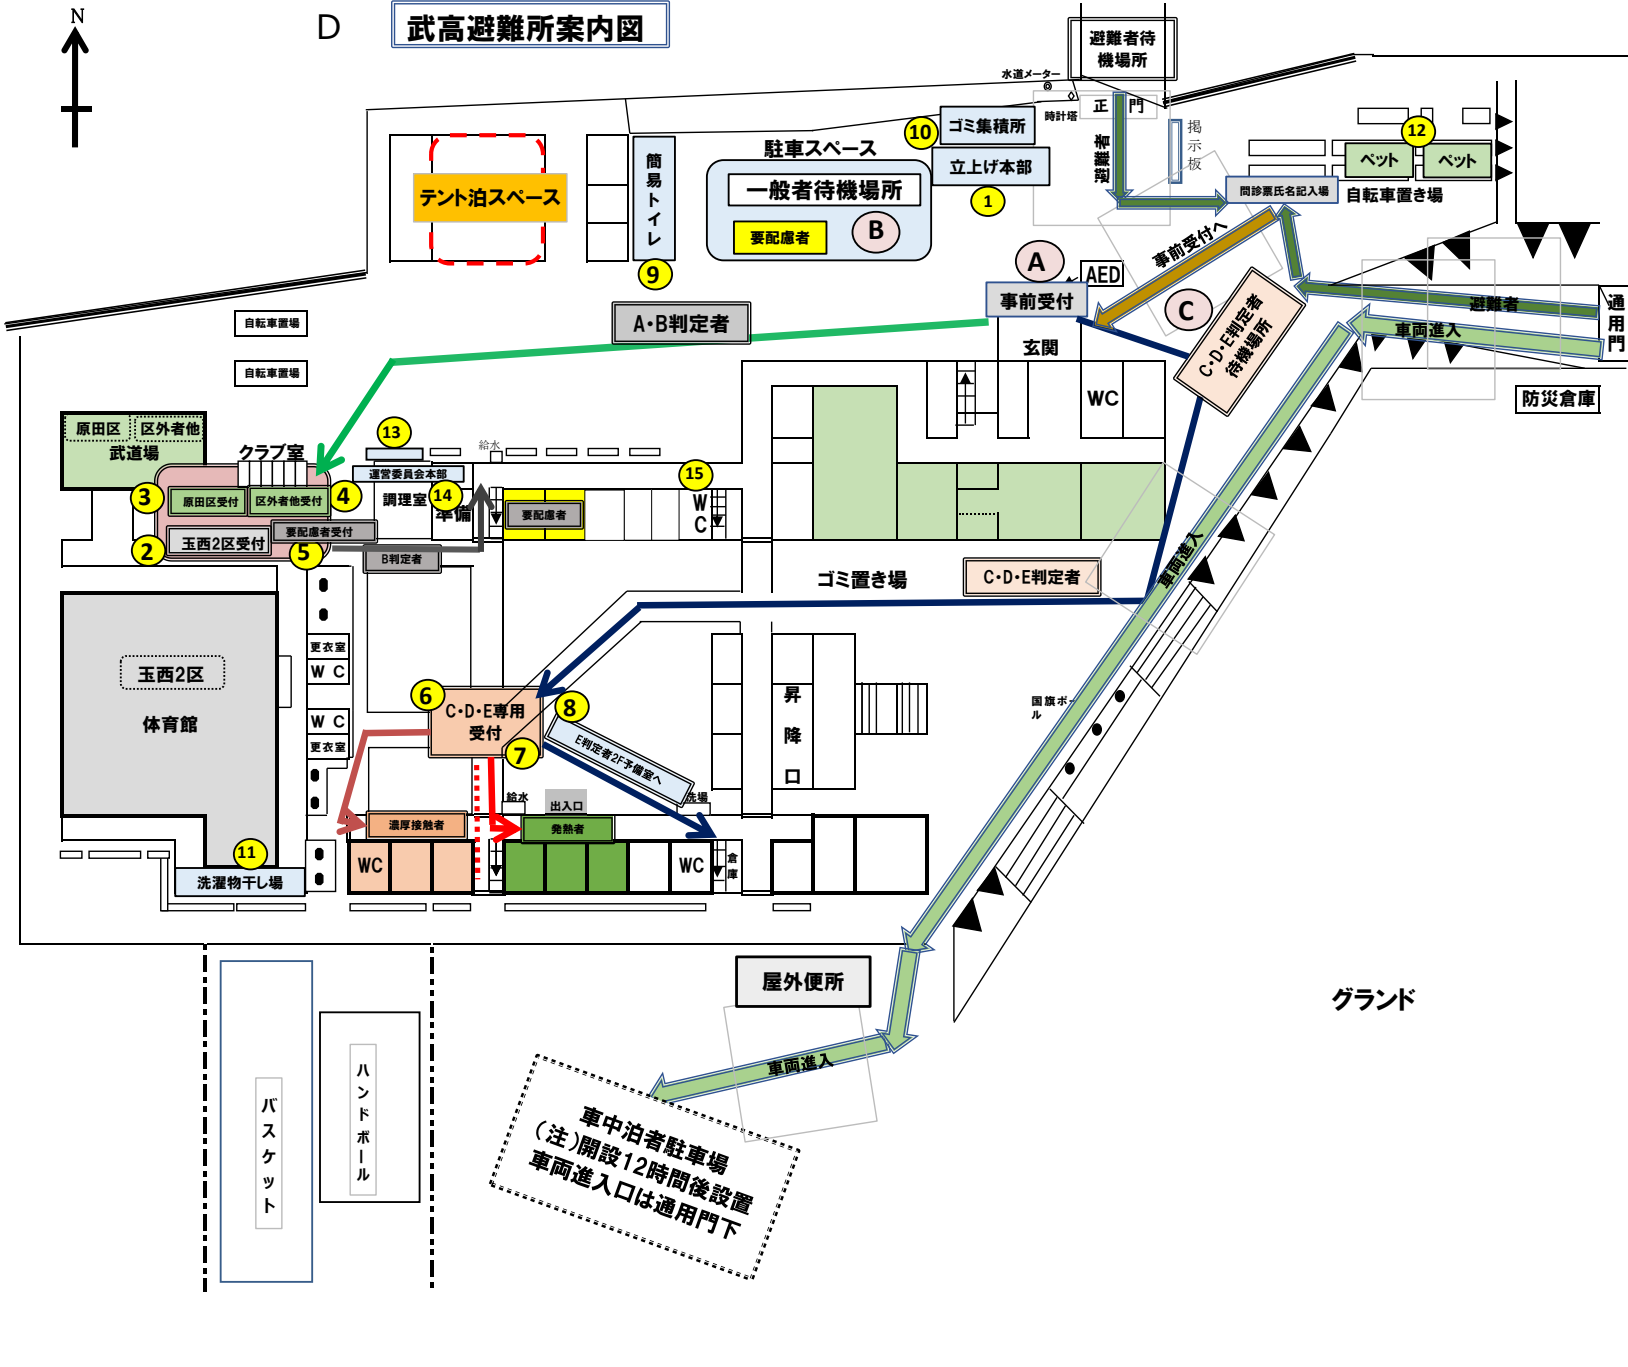 N
D
武高避難所案内図
避難者待
機場所
水道メーター
時計塔
正 門
避難者
掲示板
10
ゴミ集積所
立上げ本部
1
12
ペット
ペット
自転車置き場
問診票氏名記入場
テント泊スペース
簡易トイレ
9
駐車スペース
一般者待機場所
要配慮者
B
A
AED
事前受付
事前受付へ
C
C・D・E判定者
待機場所
避難者
車両進入
通用門
防災倉庫
A・B判定者
自転車置場
自転車置場
玄関
WC
原田区
区外者他
武道場
クラブ室
13
給水
運営委員会本部
調理室
14
準備
15
WC
要配慮者
3
原田区受付
区外者他受付
4
2
玉西2区受付
要配慮者受付
5
B判定者
ゴミ置き場
C・D・E判定者
車両進入
玉西2区
体育館
更衣室
WC
WC
更衣室
6
C・D・E専用
受付
7
8
E判定者2F予備室へ
昇降口
国旗ポー
ル
給水
出入口
洗場
濃厚接触者
発熱者
WC
WC
倉庫
11
洗濯物干し場
屋外便所
グランド
車両進入
バスケット
ハンドボール
車中泊者駐車場
（注）開設12時間後設置
車両進入口は通用門下